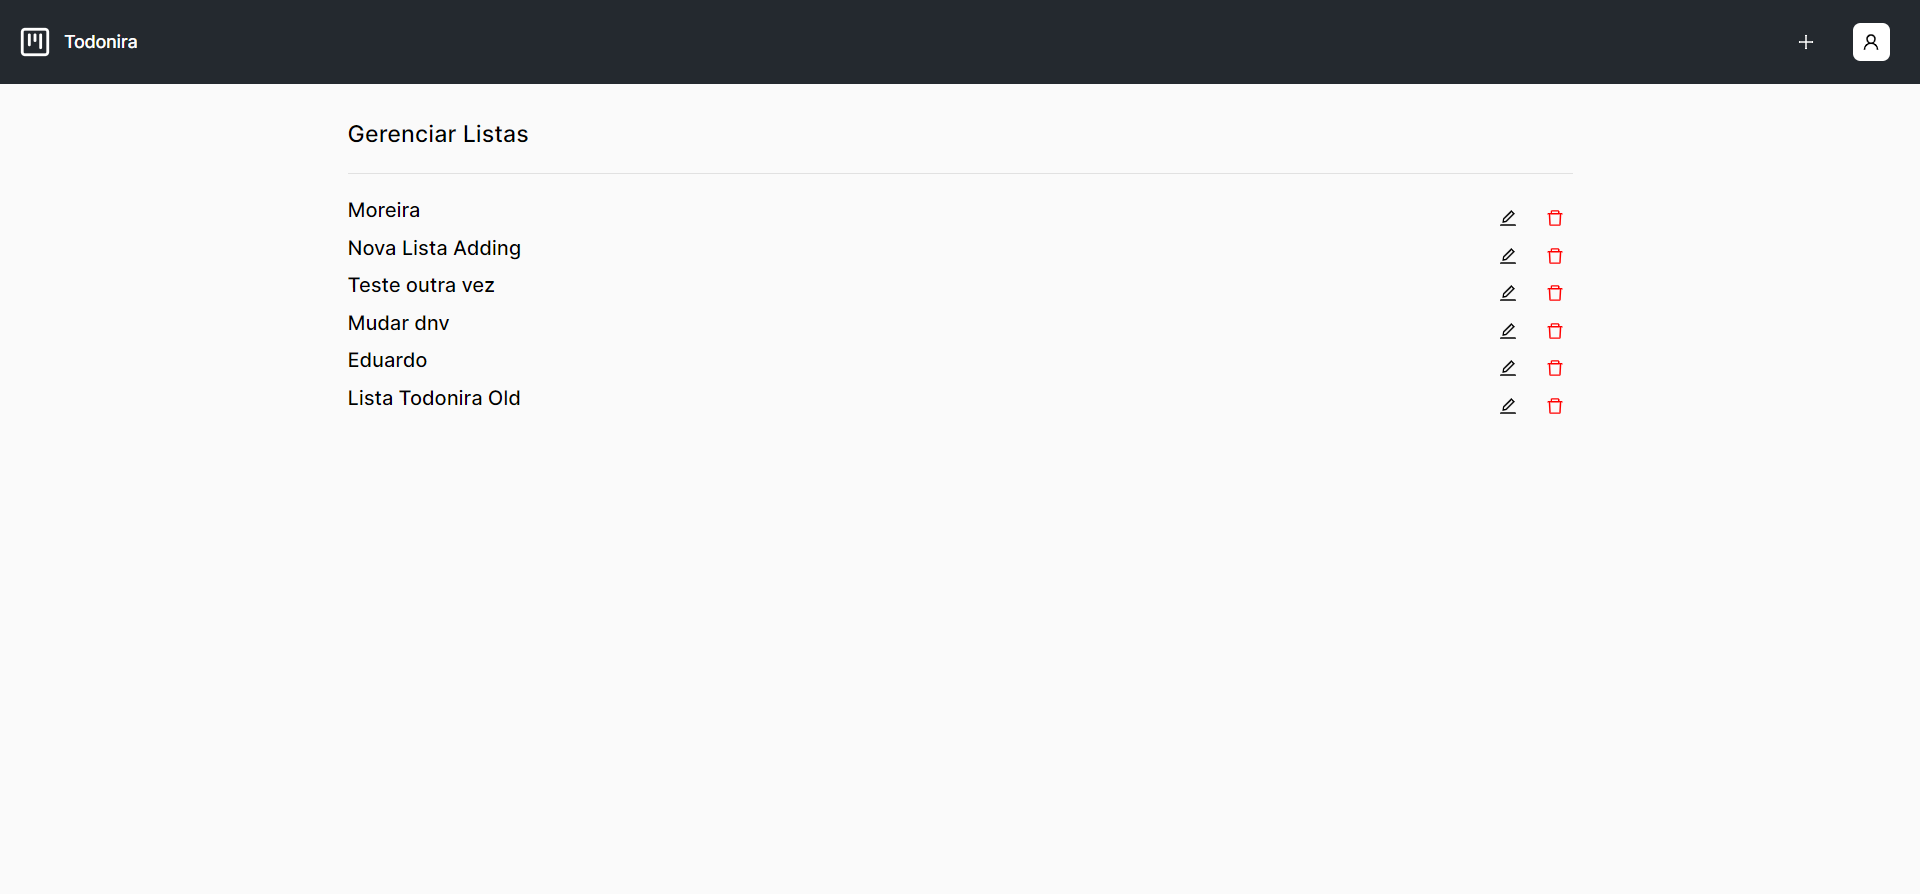 Todonira
Gerenciar Listas
Moreira
Nova Lista Adding
Teste outra vez
Mudar dnv
Eduardo
Lista Todonira Old